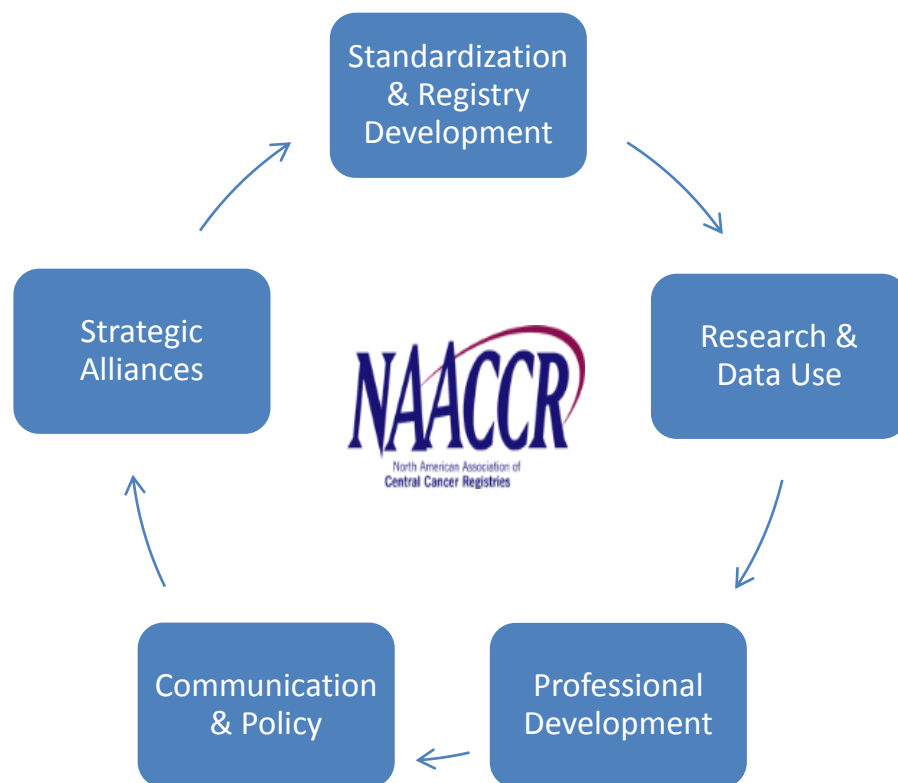 Standardization
& Registry
Development
Strategic
Alliances
Research &
Data Use
NAACCR
North American Association of
Central Cancer Registries
Communication
& Policy
Professional
Development